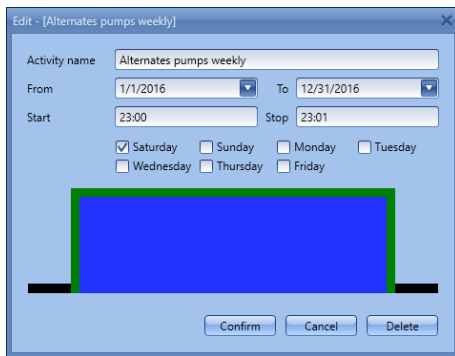 Edit - [Alternates pumps weekly]
Activity name Alternates pumps weekly
From 1/1/2016 To 12/31/2016
Start 23:00 Stop 23:01
Saturday Sunday Monday Tuesday
Wednesday Thursday Friday
Confirm Cancel Delete